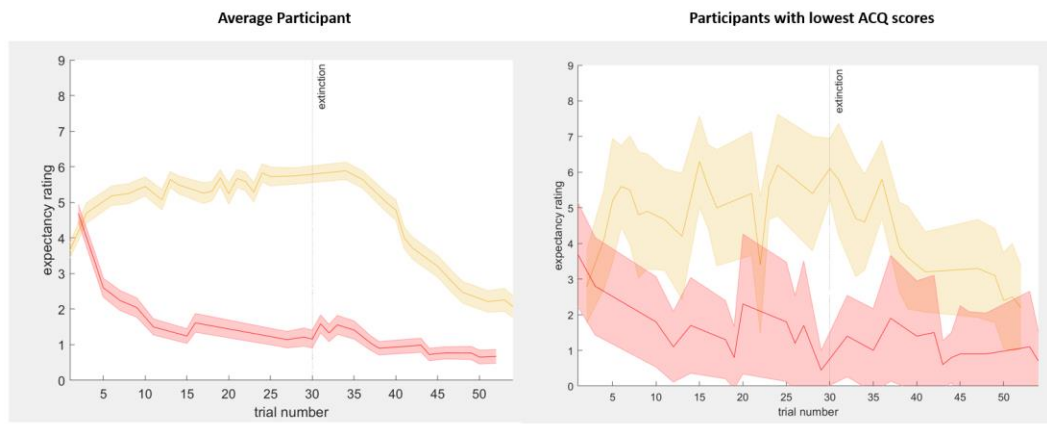 Average Participant
Participants with lowest ACQ scores
9
8
7
6
5
4
3
2
1
0
expectancy rating
extinction
5 10 15 20 25 30 35 40 45 50
trial number
9
8
7
6
5
4
3
2
1
0
expectancy rating
extinction
5 10 15 20 25 30 35 40 45 50
trial number